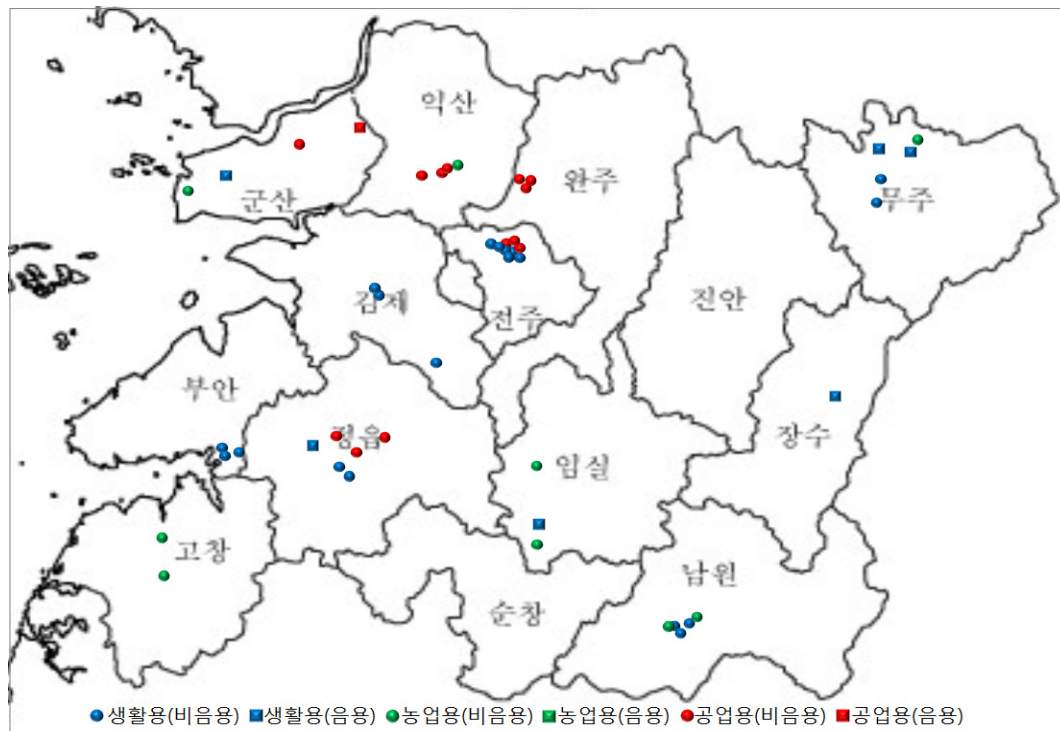 익산
완주
무주
군산
김제
전주
진안
부안
정읍
장수
임실
고창
남원
순창
생활용(비음용) 생활용(음용) 농업용(비음용) 농업용(음용) 공업용(비음용) 공업용(음용)